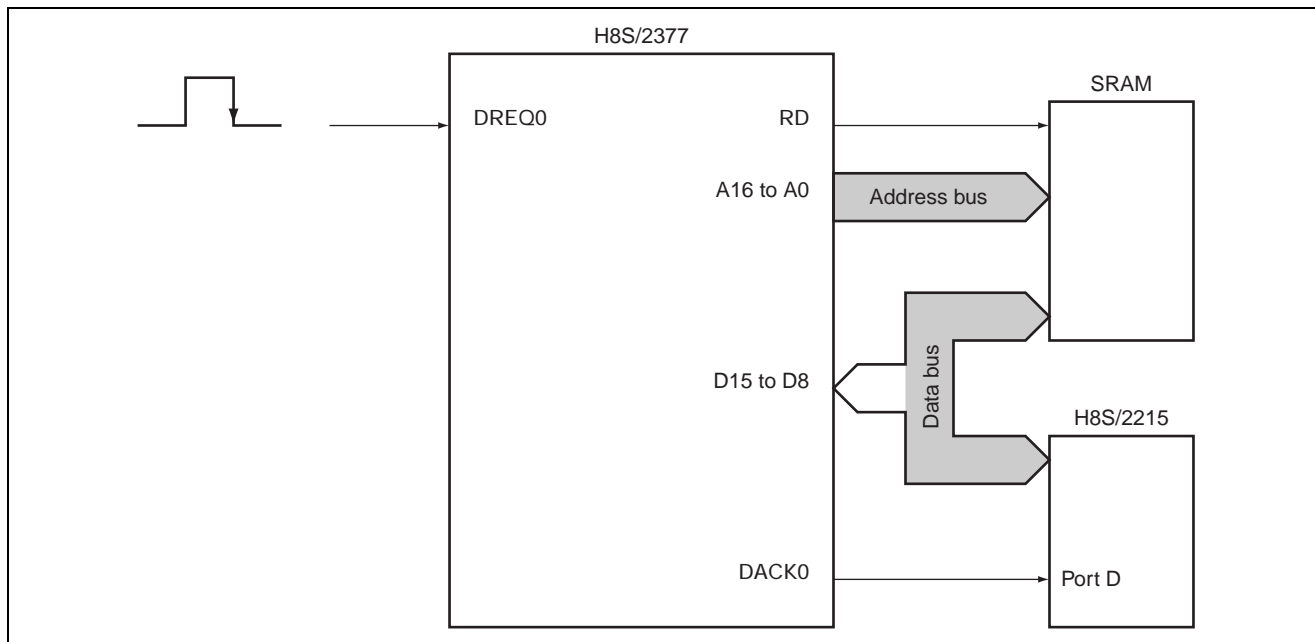 H8S/2377
SRAM
DREQ0
RD
A16 to A0
Address bus
D15 to D8
Data bus
H8S/2215
DACK0
Port D